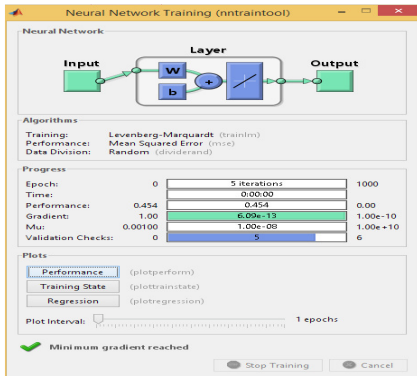 Neural Network Training (nntraintool)
Neural Network
Layer
Input
W
b
+
Output
Algorithms
Training: Levenberg-Marquardt (trainlm)
Performance: Mean Squared Error (mse)
Data Division: Random (dividerand)
Progress
Epoch: 0 5 iterations 1000
Time: 0:00:00
Performance: 0.454 0.454 0.00
Gradient: 1.00 6.09e-13 1.00e-10
Mu: 0.00100 1.00e-08 1.00e+10
Validation Checks: 0 5 6
Plots
Performance (plotperform)
Training State (plottrainstate)
Regression (plotregression)
Plot Interval: 1 epochs
Minimum gradient reached
Stop Training Cancel